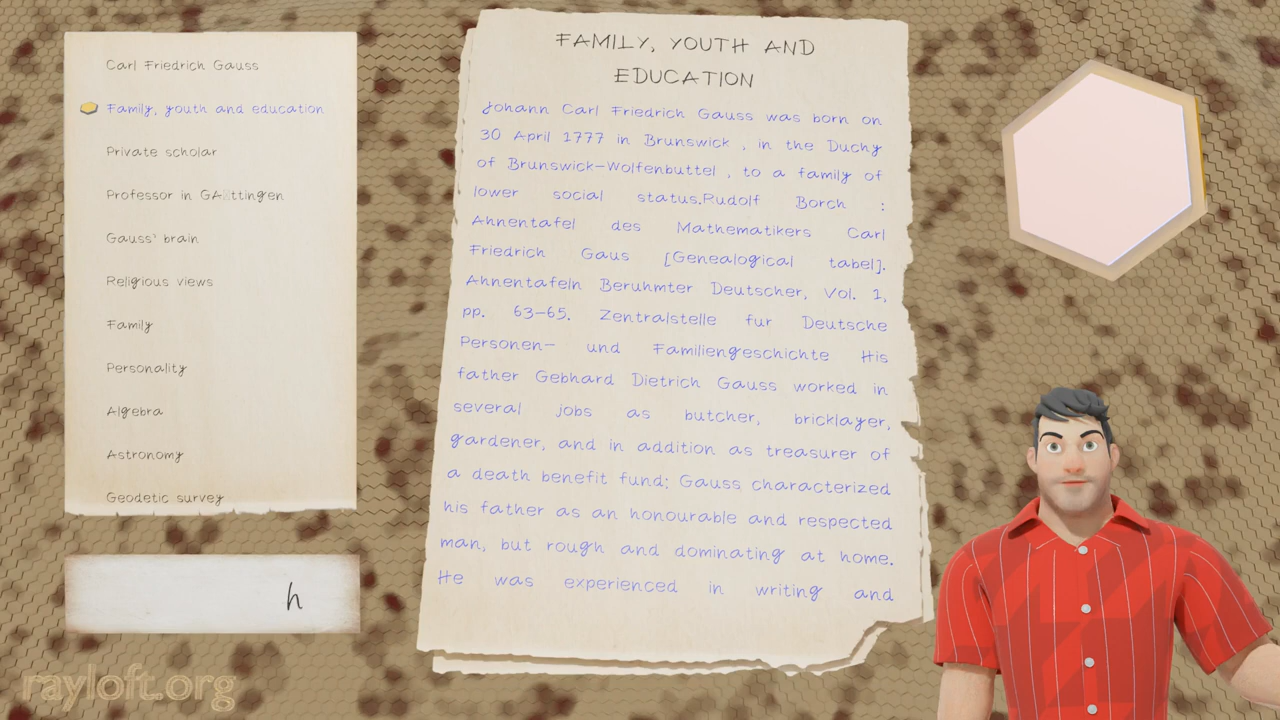 Carl Friedrich Gauss
Family, youth and education
Private scholar
Professor in GÃttingen
Gauss' brain
Religious views
Family
Personality
Algebra
Astronomy
Geodetic survey
h
rayloft.org
FAMILY, YOUTH AND
EDUCATION
Johann Carl Friedrich Gauss was born on
30 April 1777 in Brunswick , in the Duchy
of Brunswick-Wolfenbuttel , to a family of
lower social status.Rudolf Borch :
Ahnentafel des Mathematikers Carl
Friedrich Gaus [Genealogical tabel].
Ahnentafeln Beruhmter Deutscher, Vol. 1,
pp. 63-65. Zentralstelle fur Deutsche
Personen- und Familiengeschichte His
father Gebhard Dietrich Gauss worked in
several jobs as butcher, bricklayer,
gardener, and in addition as treasurer of
a death benefit fund; Gauss characterized
his father as an honourable and respected
man, but rough and dominating at home.
He was experienced in writing and